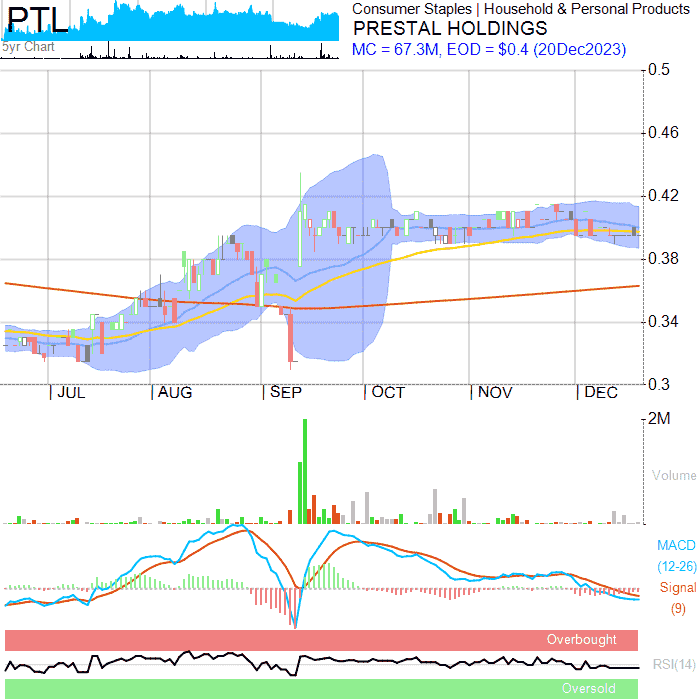 PTL
5yr Chart
Consumer Staples | Household & Personal Products
PRESTAL HOLDINGS
MC = 67.3M, EOD = $0.4 (20Dec2023)
0.5
0.46
0.42
0.38
0.34
0.3
JUL AUG SEP OCT NOV DEC
2M
Volume
MACD
(12-26)
Signal
(9)
Overbought
RSI(14)
Oversold